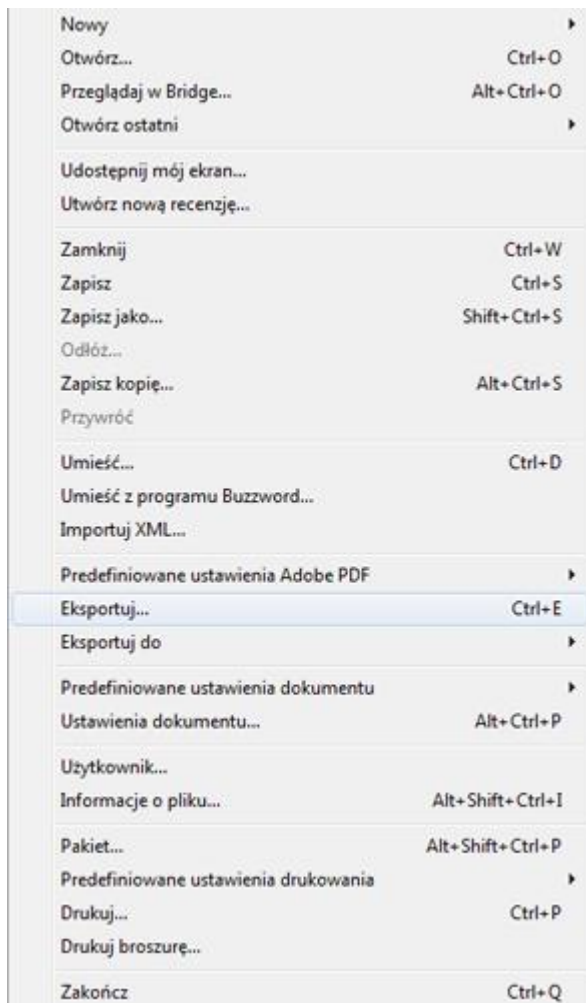 Nowy
Otwórz... Ctrl+O
Przeglądaj w Bridge... Alt+Ctrl+O
Otwórz ostatni
Udostępnij mój ekran...
Utwórz nową recenzję...
Zamknij Ctrl+W
Zapisz Ctrl+S
Zapisz jako... Shift+Ctrl+S
Odłóż...
Zapisz kopię... Alt+Ctrl+S
Przywróć
Umieść... Ctrl+D
Umieść z programu Buzzword...
Importuj XML...
Predefiniowane ustawienia Adobe PDF
Eksportuj... Ctrl+E
Eksportuj do
Predefiniowane ustawienia dokumentu
Ustawienia dokumentu... Alt+Ctrl+P
Użytkownik...
Informacje o pliku... Alt+Shift+Ctrl+I
Pakiet... Alt+Shift+Ctrl+P
Predefiniowane ustawienia drukowania
Drukuj... Ctrl+P
Drukuj broszurę...
Zakończ Ctrl+Q